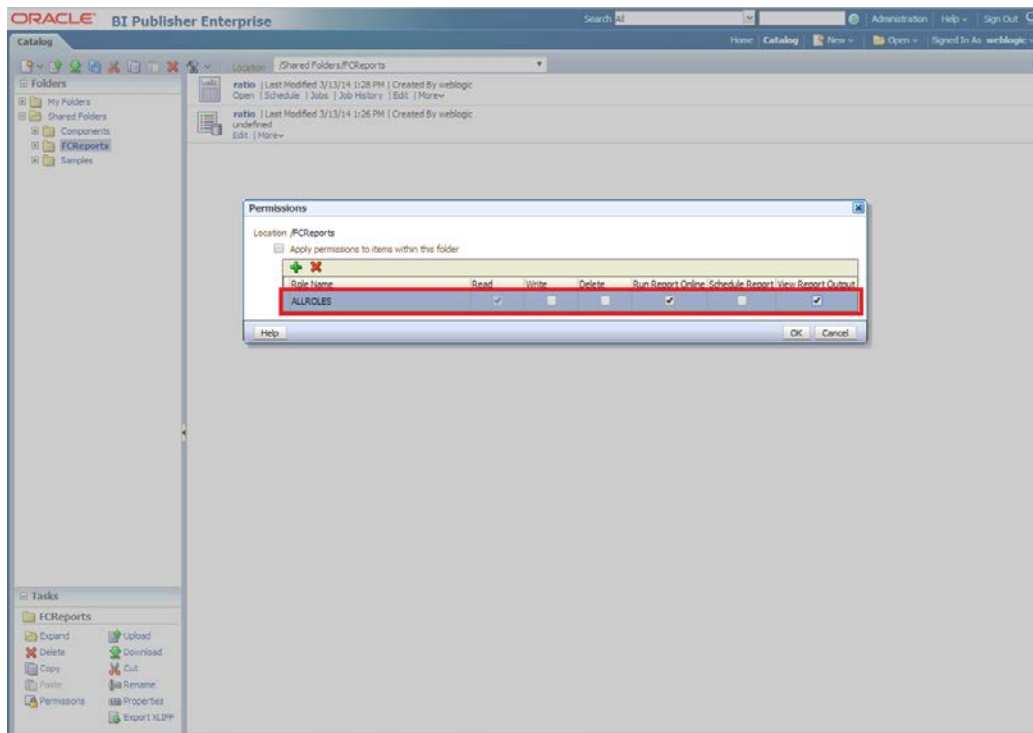 ORACLE BI Publisher Enterprise
Search All
Administration Help Sign Out
Catalog
Home Catalog New Open Signed In As weblogic
Location /Shared Folders/FCReports
Folders
My Folders
Shared Folders
Components
FCReports
Samples
ratio | Last Modified 3/13/14 1:28 PM | Created By weblogic
Open | Schedule | Jobs | Job History | Edit | More
ratio | Last Modified 3/13/14 1:26 PM | Created By weblogic
undefined
Edit | More
Permissions
Location /FCReports
Apply permissions to items within this folder
Role Name Read Write Delete Run Report Online Schedule Report View Report Output
ALLROLES
Help OK Cancel
Tasks
FCReports
Expand Upload
Delete Download
Copy Cut
Paste Rename
Permissions Properties
Export XLIFF